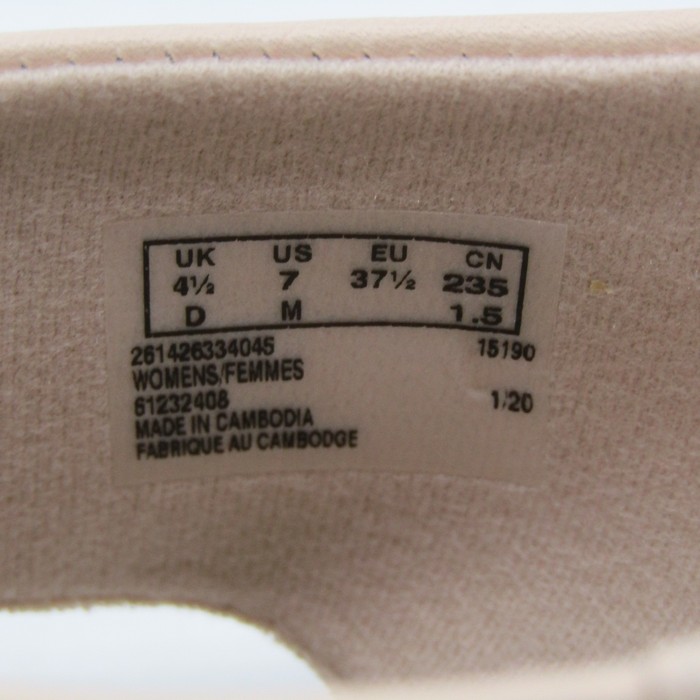 UK US EU CN
4½ 7 37½ 235
D M 1.5
261426334045 15190
WOMENS/FEMMES
61232408 1/20
MADE IN CAMBODIA
FABRIQUE AU CAMBODGE